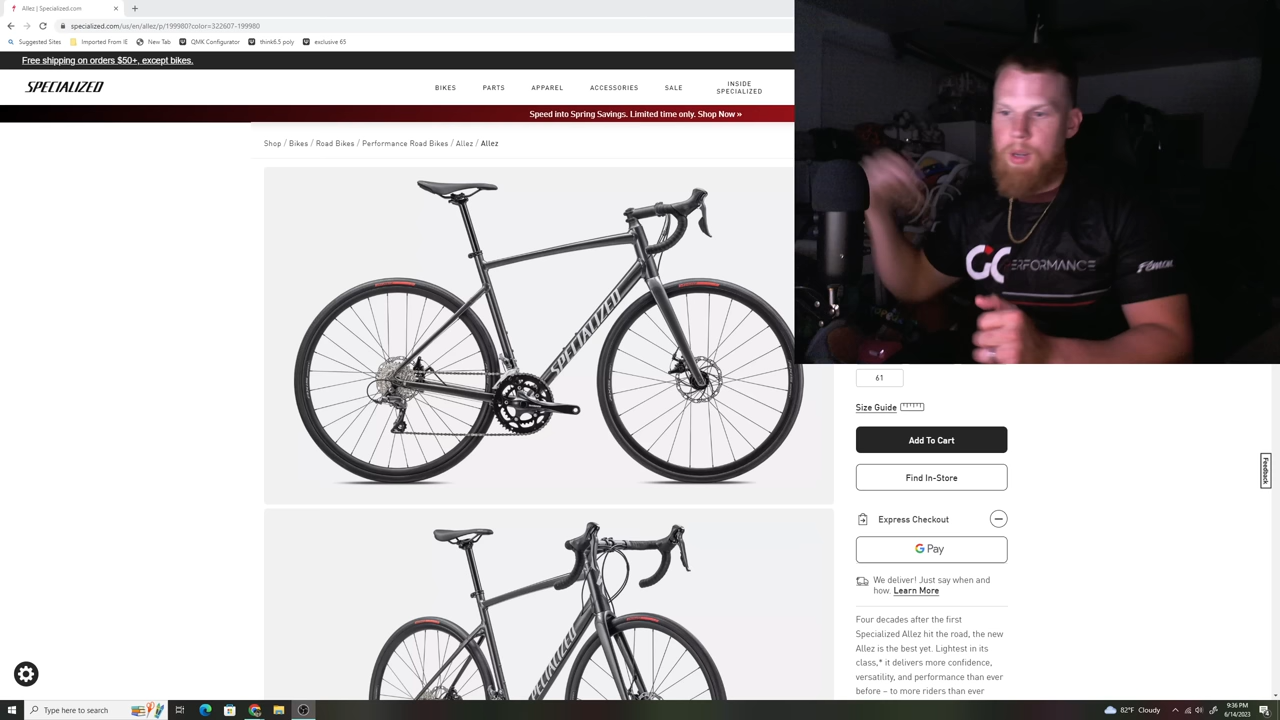 Allez | Specialized.com
specialized.com/us/en/allez/p/199980?color=322607-199980
Suggested Sites Imported From IE New Tab QMK Configurator think6.5 poly exclusive 65
Free shipping on orders $50+, except bikes.
SPECIALIZED
BIKES PARTS APPAREL ACCESSORIES SALE INSIDE
SPECIALIZED
Speed into Spring Savings. Limited time only. Shop Now »
Shop / Bikes / Road Bikes / Performance Road Bikes / Allez / Allez
SPECIALIZED
GC PERFORMANCE
61
Size Guide
Add To Cart
Find In-Store
Feedback
Express Checkout
G Pay
We deliver! Just say when and
how. Learn More
Four decades after the first
Specialized Allez hit the road, the new
Allez is the best yet. Lightest in its
class,* it delivers more confidence,
versatility, and performance than ever
before – to more riders than ever
SPECIALIZED
Type here to search
82°F Cloudy
9:36 PM
6/14/2023